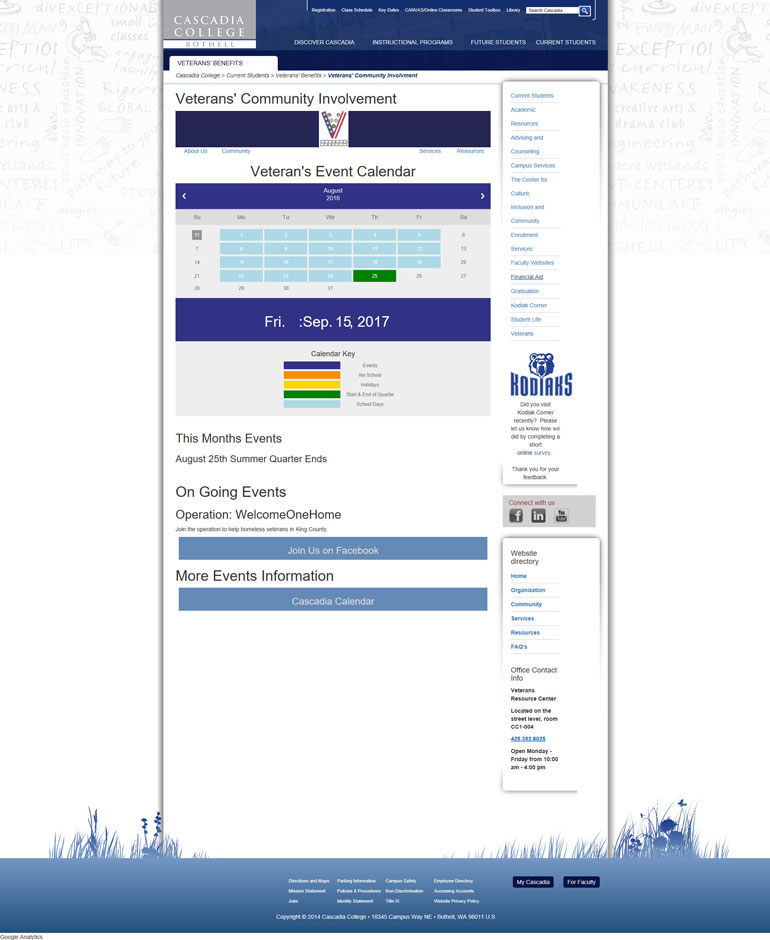 CASCADIA
COLLEGE
BOTHELL
Registration Class Schedule Key Dates CANVAS/Online Classrooms Student Toolbox Library Search Cascadia
DISCOVER CASCADIA INSTRUCTIONAL PROGRAMS FUTURE STUDENTS CURRENT STUDENTS
VETERANS' BENEFITS
Cascadia College > Current Students > Veterans' Benefits > Veterans' Community Involvment
Veterans' Community Involvement
About Us Community Services Resources
Veteran's Event Calendar
August
2016
Su Mo Tu We Th Fr Sa
31 1 2 3 4 5 6
7 8 9 10 11 12 13
14 15 16 17 18 19 20
21 22 23 24 25 26 27
28 29 30 31
Fri. :Sep. 15, 2017
Calendar Key
Events
No School
Holidays
Start & End of Quarter
School Days
This Months Events
August 25th Summer Quarter Ends
On Going Events
Operation: WelcomeOneHome
Join the operation to help homeless veterans in King County.
Join Us on Facebook
More Events Information
Cascadia Calendar
Current Students
Academic
Resources
Advising and
Counseling
Campus Services
The Center for
Culture,
Inclusion and
Community
Enrollment
Services
Faculty Websites
Financial Aid
Graduation
Kodiak Corner
Student Life
Veterans
KODIAKS
Did you visit
Kodiak Corner
recently? Please
let us know how we
did by completing a
short
online survey.
Thank you for your
feedback.
Connect with us
f in You Tube
Website
directory
Home
Organization
Community
Services
Resources
FAQ's
Office Contact
Info
Veterans
Resource Center
Located on the
street level, room
CC1-004
425.352.8025
Open Monday -
Friday from 10:00
am - 4:00 pm
Directions and Maps Parking Information Campus Safety Employee Directory
Mission Statement Policies & Procedures Non-Discrimination Accessing Accounts
Jobs Identity Statement Title IX Website Privacy Policy
My Cascadia For Faculty
Copyright © 2014 Cascadia College • 18345 Campus Way NE • Bothell, WA 98011 U.S
Google Analytics